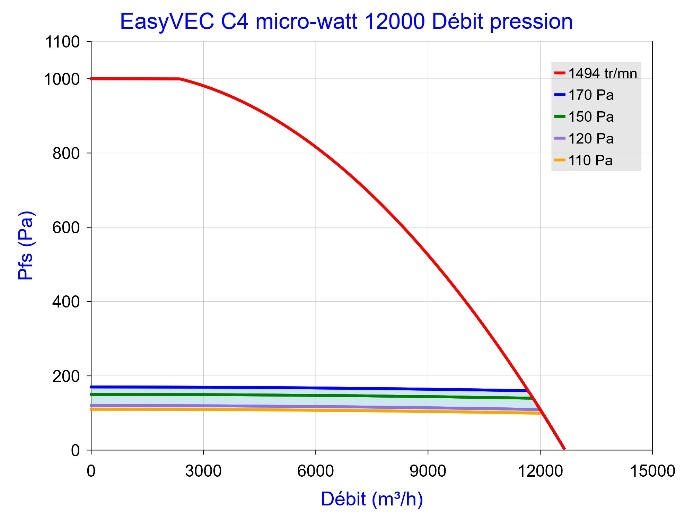 EasyVEC C4 micro-watt 12000 Débit pression
1100
1000
800
600
400
200
0
Pfs (Pa)
1494 tr/mn
170 Pa
150 Pa
120 Pa
110 Pa
0 3000 6000 9000 12000 15000
Débit (m³/h)